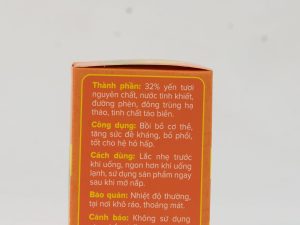 Thành phần: 32% yến tươi
nguyên chất, nước tinh khiết,
đường phèn, đông trùng hạ
thảo, tinh chất táo biển.
Công dụng: Bồi bổ cơ thể,
tăng sức đề kháng, bổ phổi,
tốt cho hệ hô hấp.
Cách dùng: Lắc nhẹ trước
khi uống, ngon hơn khi uống
lạnh, sử dụng sản phẩm ngay
sau khi mở nắp.
Bảo quản: Nhiệt độ thường,
tại nơi khô ráo, thoáng mát.
Cảnh báo: Không sử dụng